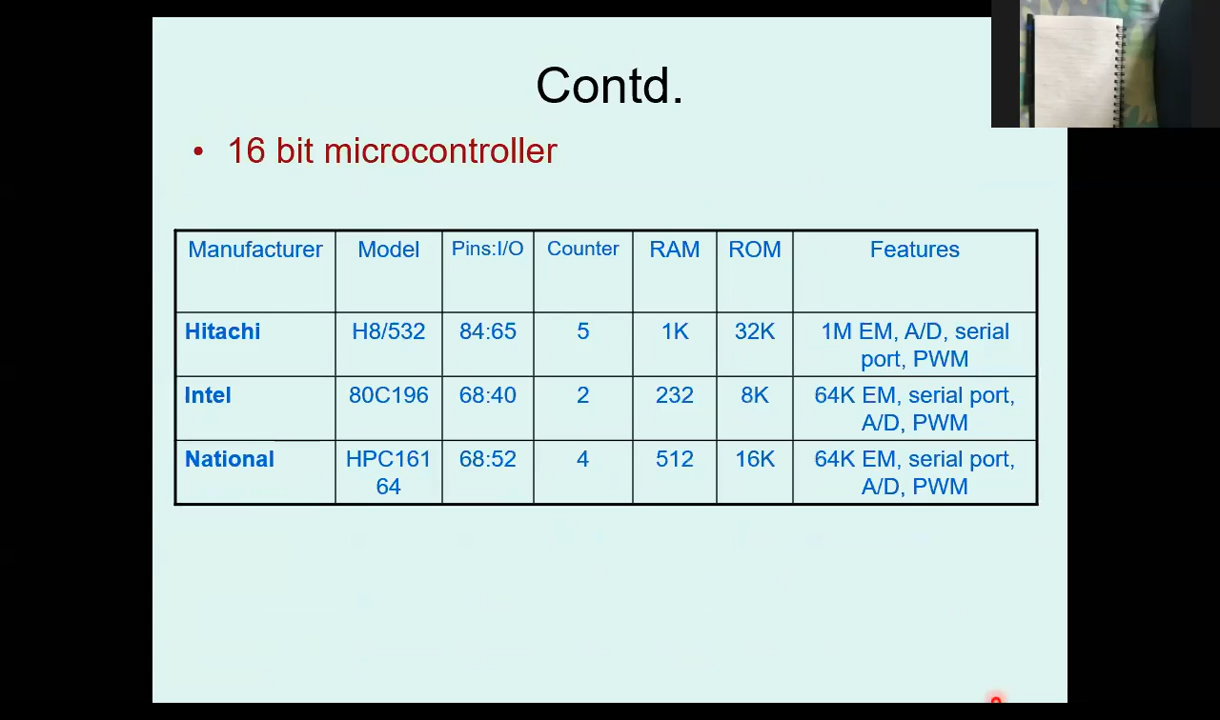 Contd.
• 16 bit microcontroller
Manufacturer Model Pins:I/O Counter RAM ROM Features
Hitachi H8/532 84:65 5 1K 32K 1M EM, A/D, serial
port, PWM
Intel 80C196 68:40 2 232 8K 64K EM, serial port,
A/D, PWM
National HPC161 68:52 4 512 16K 64K EM, serial port,
64 A/D, PWM